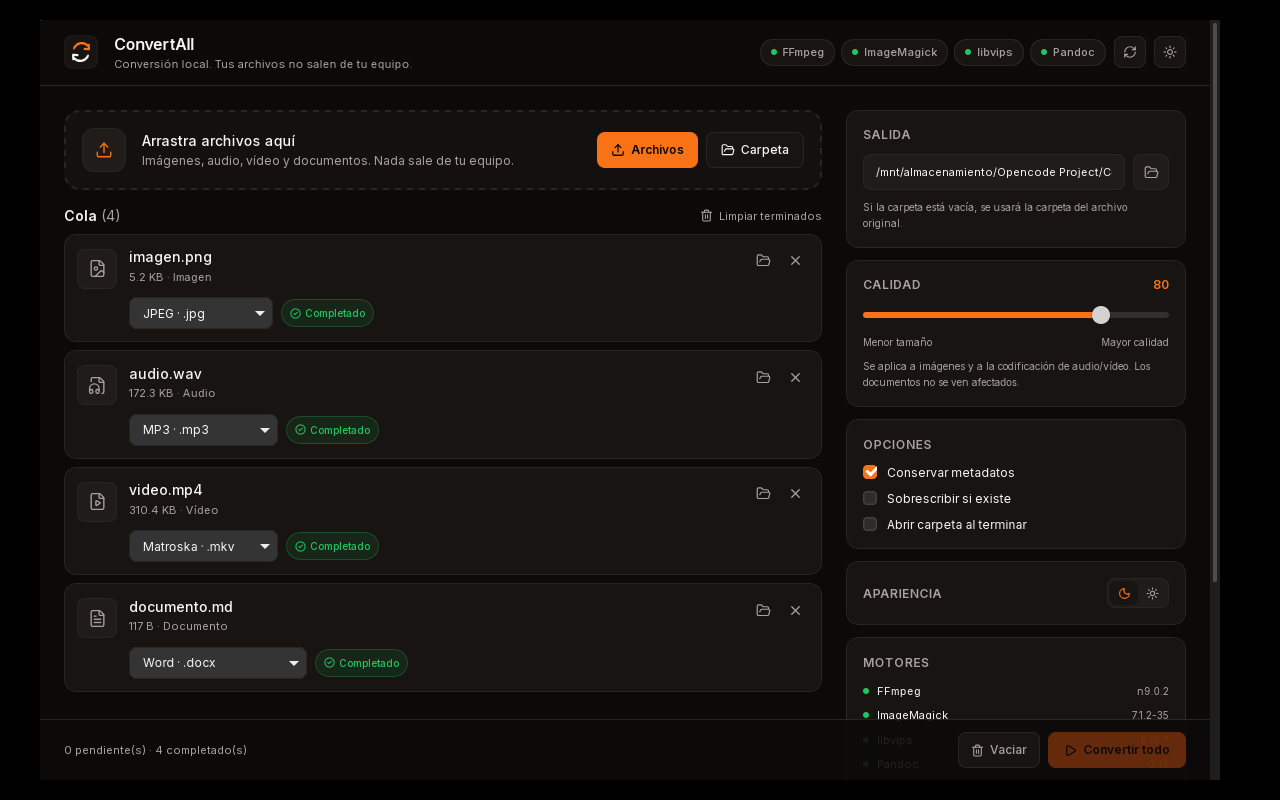 ConvertAll
Conversión local. Tus archivos no salen de tu equipo.
FFmpeg
ImageMagick
libvips
Pandoc
Arrastra archivos aquí
Imágenes, audio, vídeo y documentos. Nada sale de tu equipo.
Archivos
Carpeta
Cola (4)
Limpiar terminados
imagen.png
5.2 KB · Imagen
JPEG · .jpg
Completado
audio.wav
172.3 KB · Audio
MP3 · .mp3
Completado
video.mp4
310.4 KB · Vídeo
Matroska · .mkv
Completado
documento.md
117 B · Documento
Word · .docx
Completado
SALIDA
/mnt/almacenamiento/Opencode Project/C
Si la carpeta está vacía, se usará la carpeta del archivo
original.
CALIDAD
80
Menor tamaño
Mayor calidad
Se aplica a imágenes y a la codificación de audio/vídeo. Los
documentos no se ven afectados.
OPCIONES
Conservar metadatos
Sobrescribir si existe
Abrir carpeta al terminar
APARIENCIA
MOTORES
FFmpeg
n9.0.2
ImageMagick
7.1.2-35
libvips
Pandoc
0 pendiente(s) · 4 completado(s)
Vaciar
Convertir todo